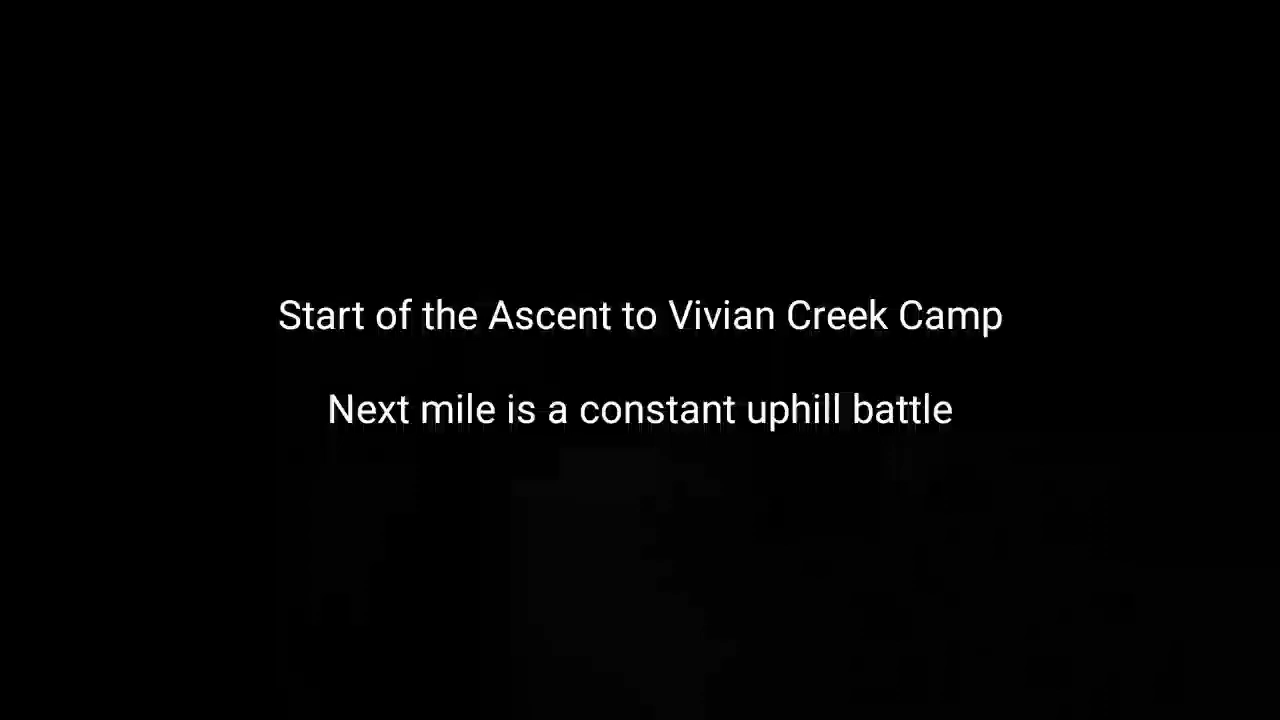 Start of the Ascent to Vivian Creek Camp
Next mile is a constant uphill battle